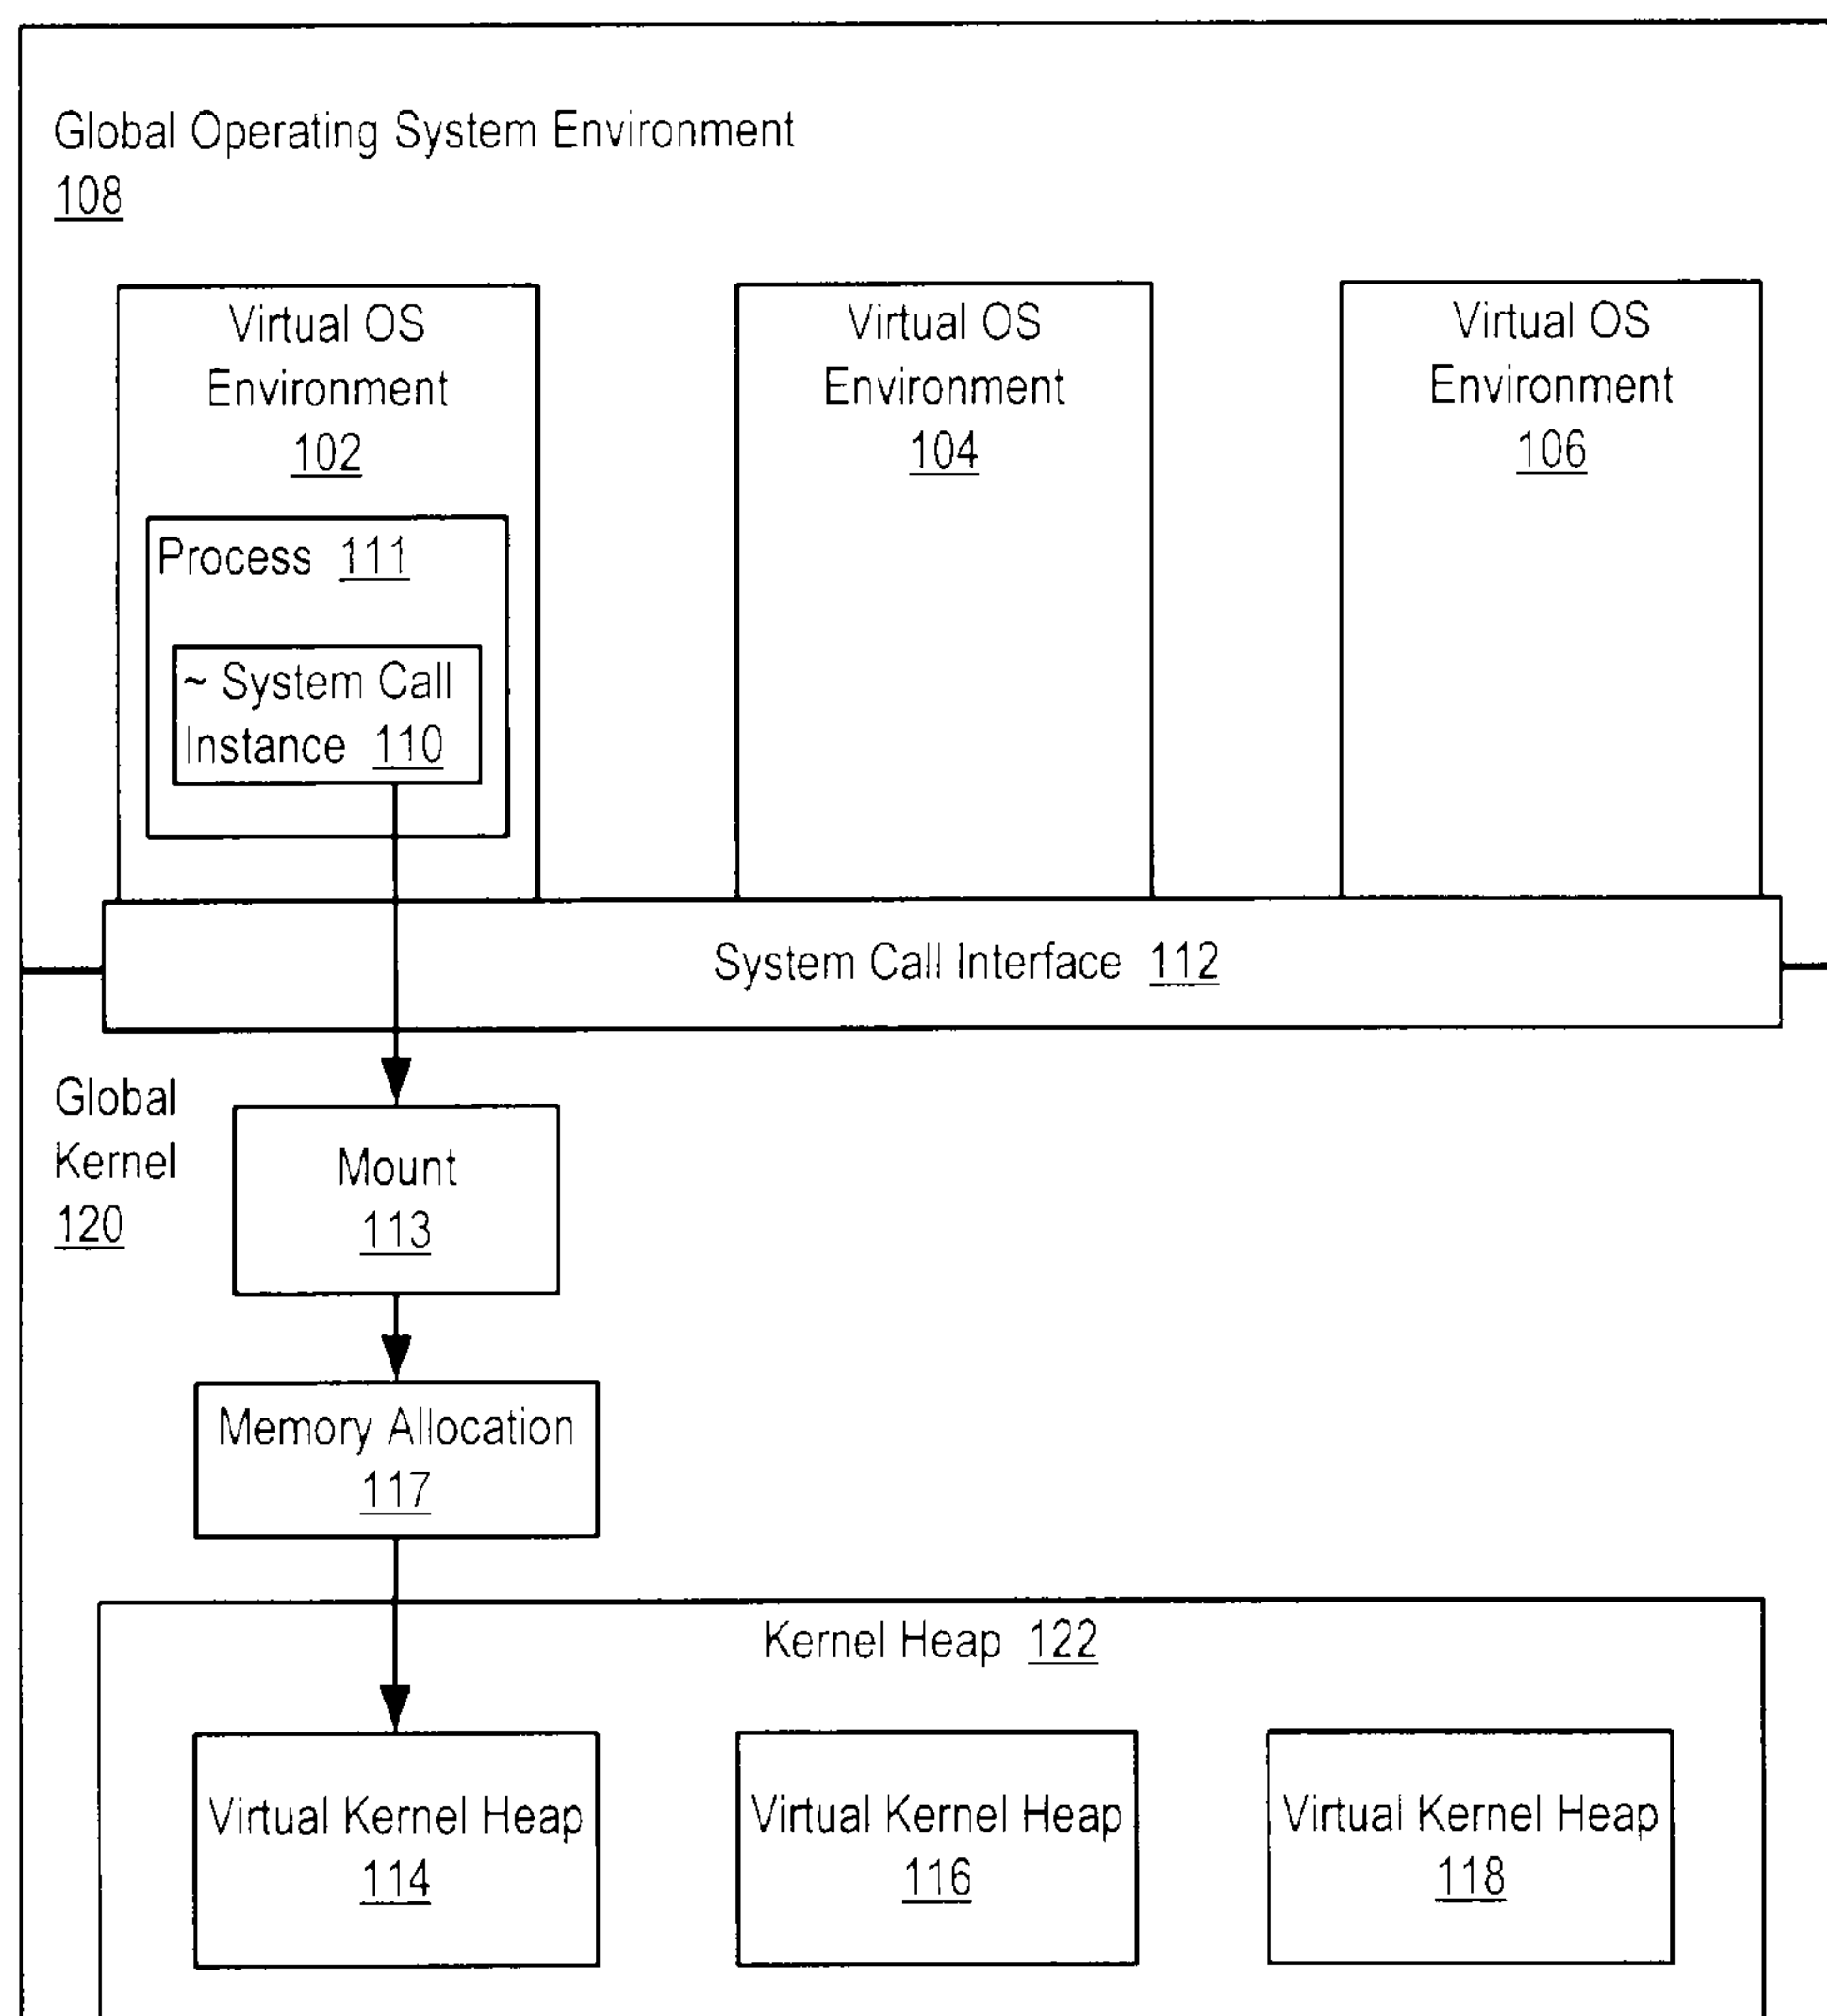 Global Operating System Environment
108
Virtual OS
Environment
102
Virtual OS
Environment
104
Virtual OS
Environment
106
Process 111
~ System Call
Instance 110
System Call Interface 112
Global
Kernel
120
Mount
113
Memory Allocation
117
Kernel Heap 122
Virtual Kernel Heap
114
Virtual Kernel Heap
116
Virtual Kernel Heap
118